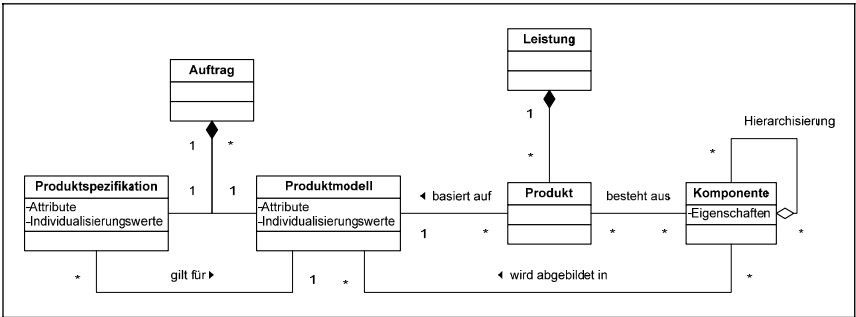 Leistung
Auftrag
1
Hierarchisierung
1 *
*
*
Produktspezifikation
1 1
Produktmodell
◄ basiert auf
Produkt
besteht aus
Komponente
-Attribute
-Individualisierungswerte
-Attribute
-Individualisierungswerte
-Eigenschaften
1 *
* *
*
* gilt für ► 1
* ◄ wird abgebildet in *